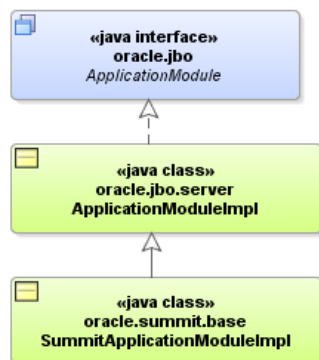 «java interface»
oracle.jbo
ApplicationModule
«java class»
oracle.jbo.server
ApplicationModuleImpl
«java class»
oracle.summit.base
SummitApplicationModuleImpl